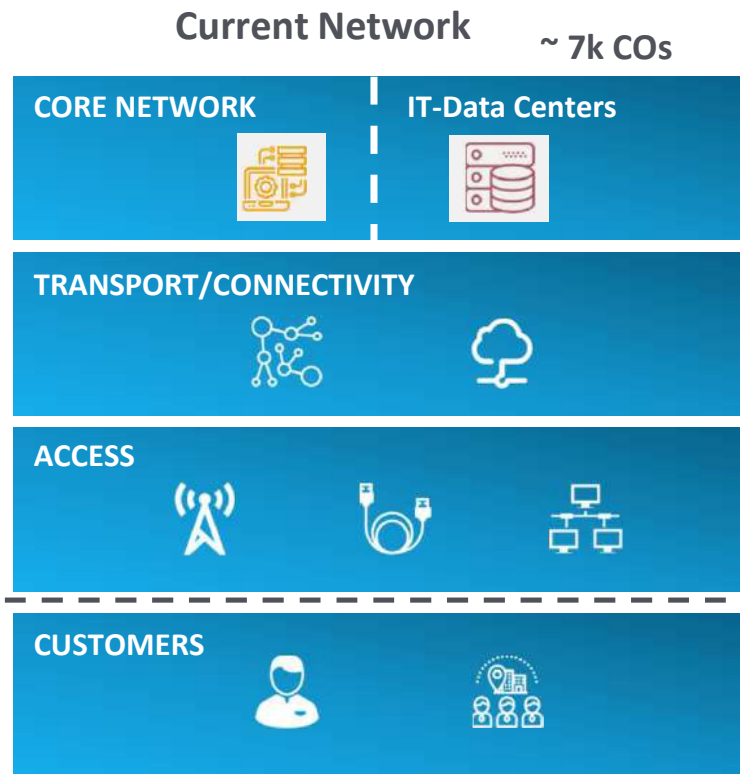 Current Network
~ 7k COs
CORE NETWORK
IT-Data Centers
TRANSPORT/CONNECTIVITY
ACCESS
CUSTOMERS